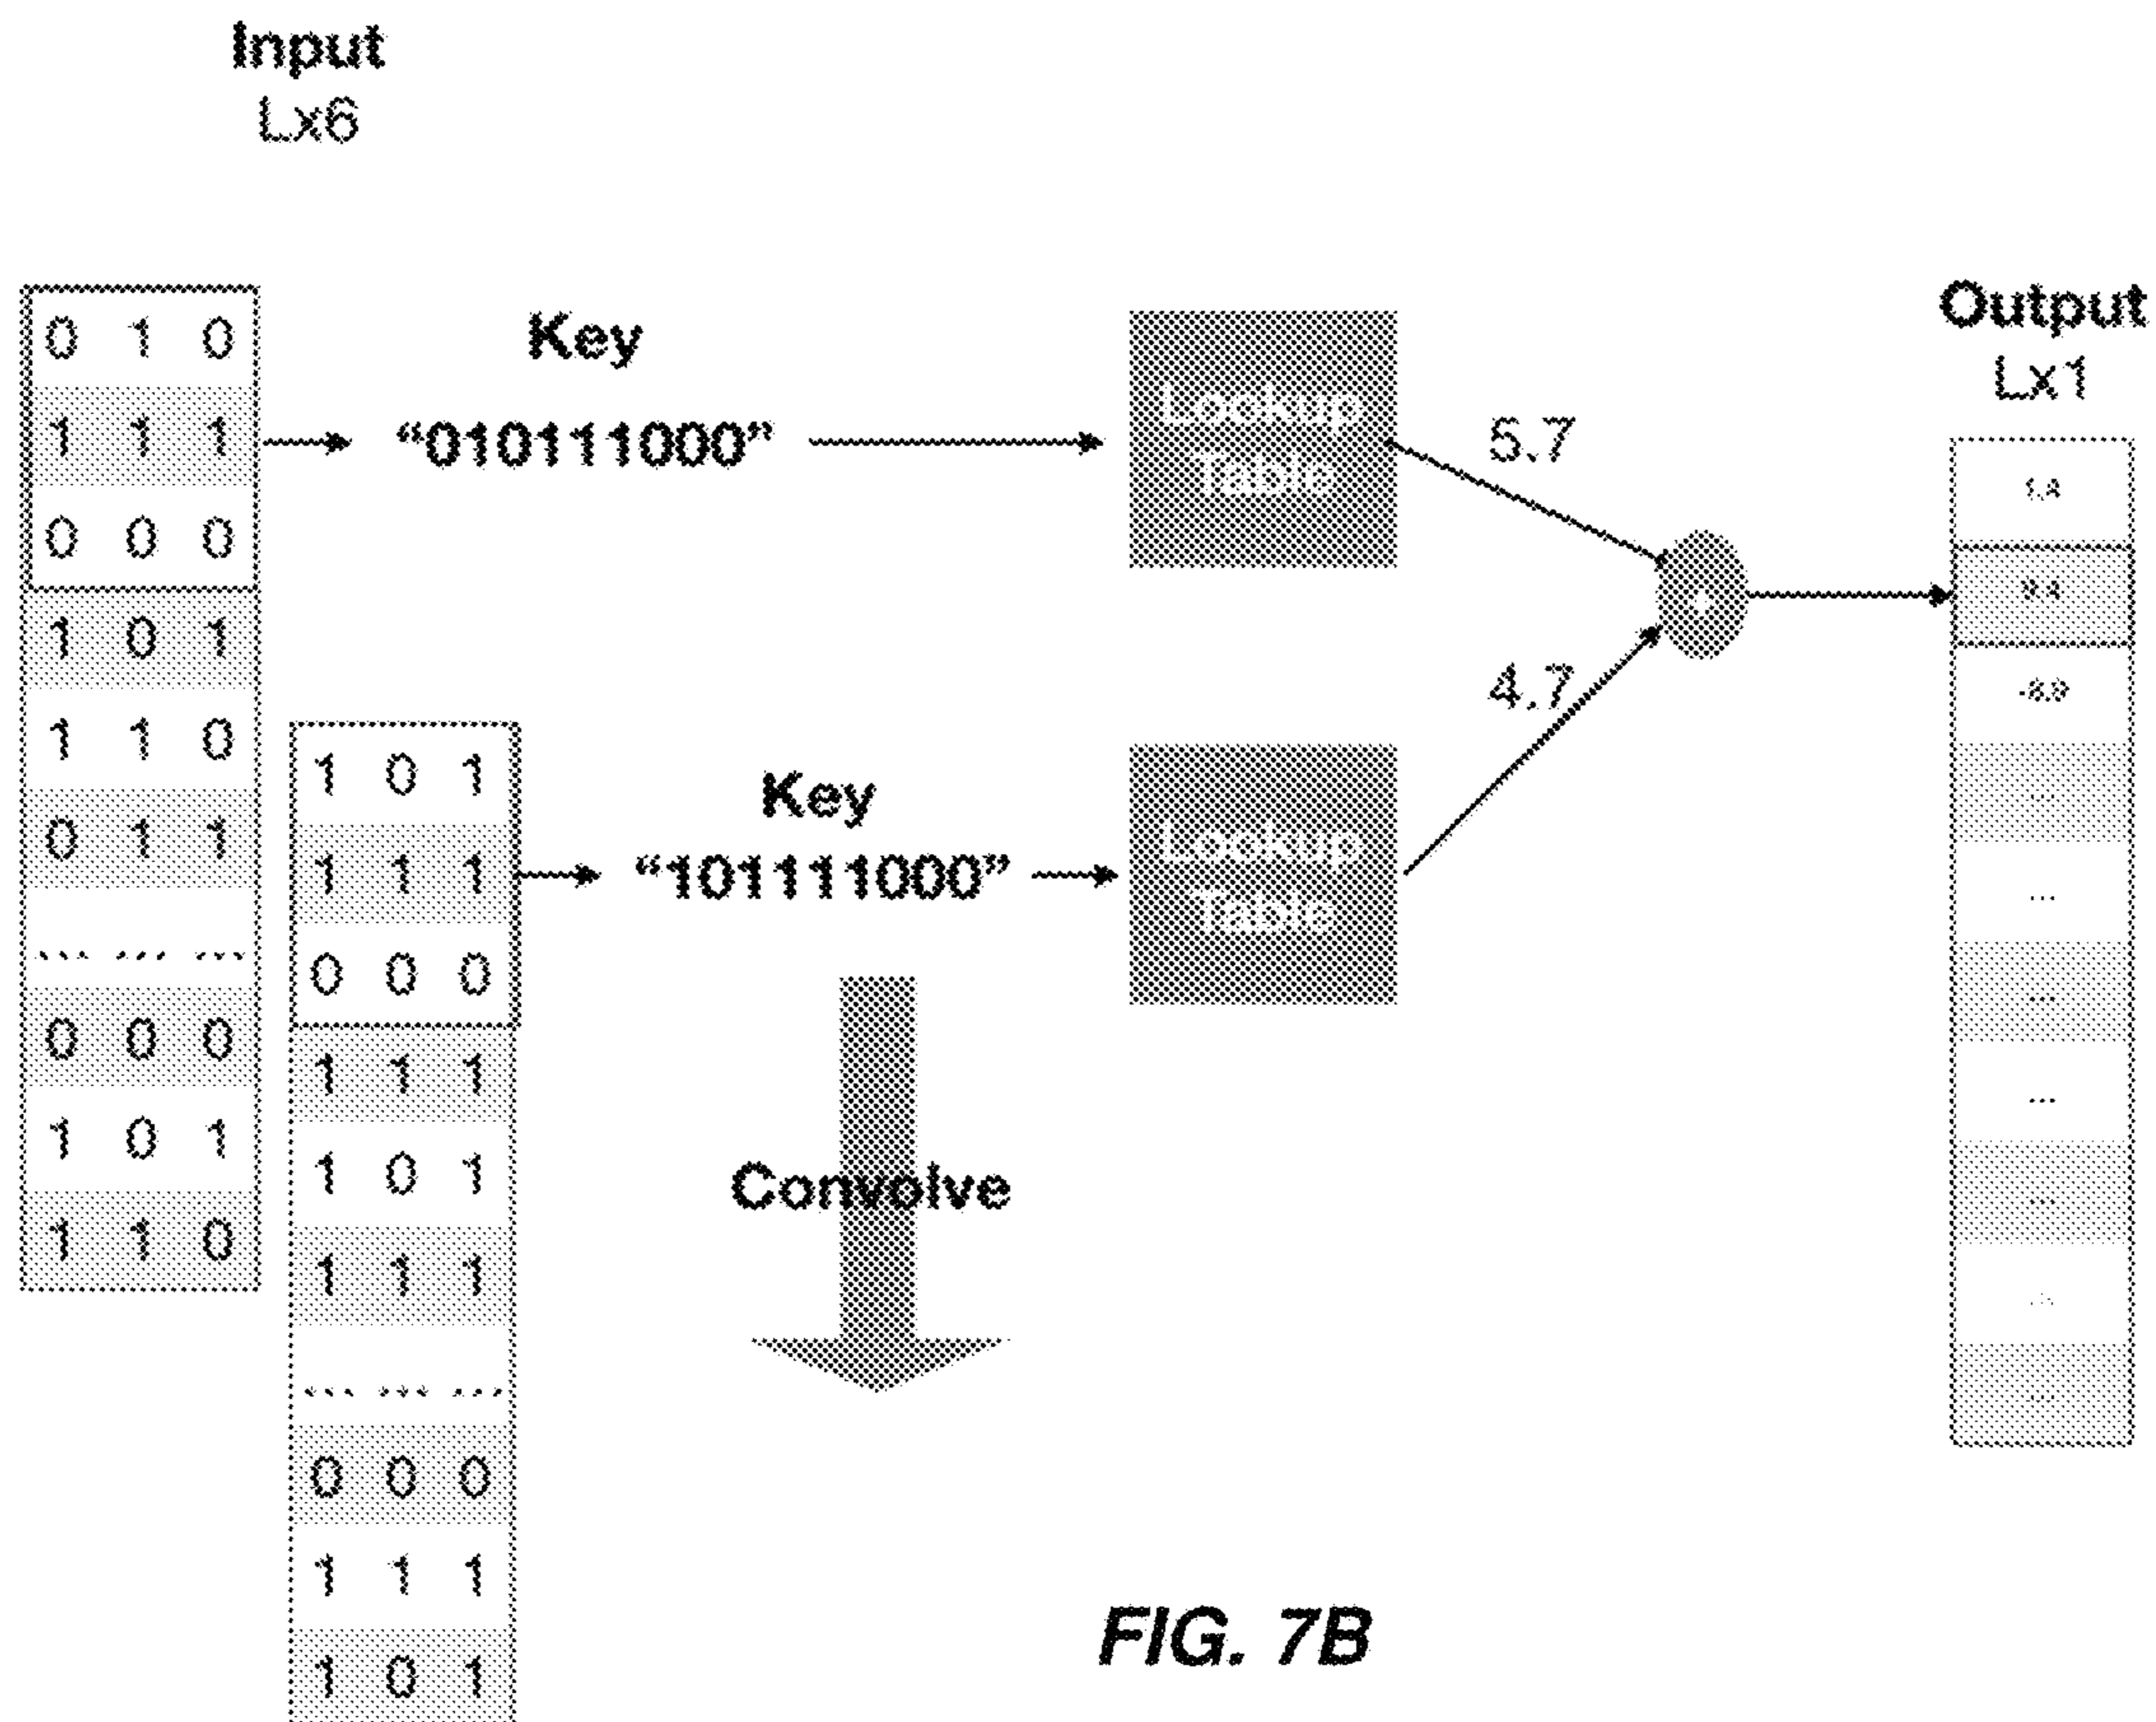 Input
Lx6
0 1 0
1 1 1
0 0 0
1 0 1
1 1 0
0 1 1
... ... ...
0 0 0
1 0 1
1 1 0
Key
“010111000”
Lookup
Table
5.7
1 0 1
1 1 1
0 0 0
1 1 1
1 0 1
1 1 1
... ... ...
0 0 0
1 1 1
1 0 1
Key
“101111000”
Lookup
Table
4.7
Convolve
Output
Lx1
...
...
...
...
...
...
...
FIG. 7B